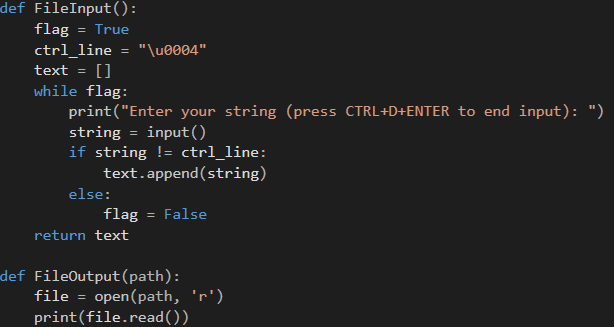 def FileInput():
    flag = True
    ctrl_line = "\u0004"
    text = []
    while flag:
        print("Enter your string (press CTRL+D+ENTER to end input): ")
        string = input()
        if string != ctrl_line:
            text.append(string)
        else:
            flag = False
    return text

def FileOutput(path):
    file = open(path, 'r')
    print(file.read())